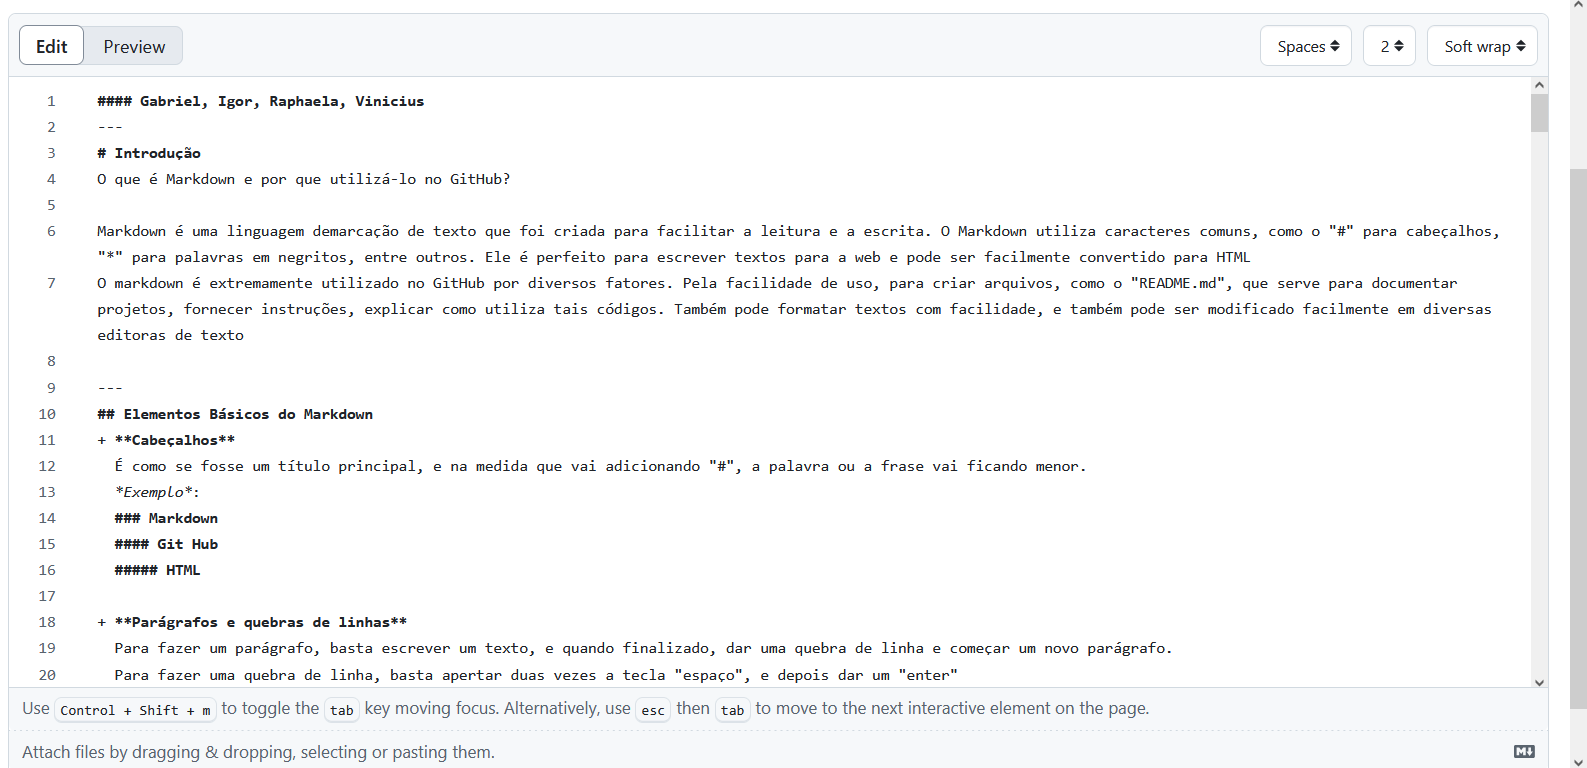 Edit Preview Spaces 2 Soft wrap
1 #### Gabriel, Igor, Raphaela, Vinicius
2 ---
3 # Introdução
4 O que é Markdown e por que utilizá-lo no GitHub?
5
6 Markdown é uma linguagem demarcação de texto que foi criada para facilitar a leitura e a escrita. O Markdown utiliza caracteres comuns, como o "#" para cabeçalhos,
"*" para palavras em negritos, entre outros. Ele é perfeito para escrever textos para a web e pode ser facilmente convertido para HTML
7 O markdown é extremamente utilizado no GitHub por diversos fatores. Pela facilidade de uso, para criar arquivos, como o "README.md", que serve para documentar
projetos, fornecer instruções, explicar como utiliza tais códigos. Também pode formatar textos com facilidade, e também pode ser modificado facilmente em diversas
editoras de texto
8
9 ---
10 ## Elementos Básicos do Markdown
11 + **Cabeçalhos**
12 É como se fosse um título principal, e na medida que vai adicionando "#", a palavra ou a frase vai ficando menor.
13 *Exemplo*:
14 ### Markdown
15 #### Git Hub
16 ##### HTML
17
18 + **Parágrafos e quebras de linhas**
19 Para fazer um parágrafo, basta escrever um texto, e quando finalizado, dar uma quebra de linha e começar um novo parágrafo.
20 Para fazer uma quebra de linha, basta apertar duas vezes a tecla "espaço", e depois dar um "enter"
Use Control + Shift + m to toggle the tab key moving focus. Alternatively, use esc then tab to move to the next interactive element on the page.
Attach files by dragging & dropping, selecting or pasting them.